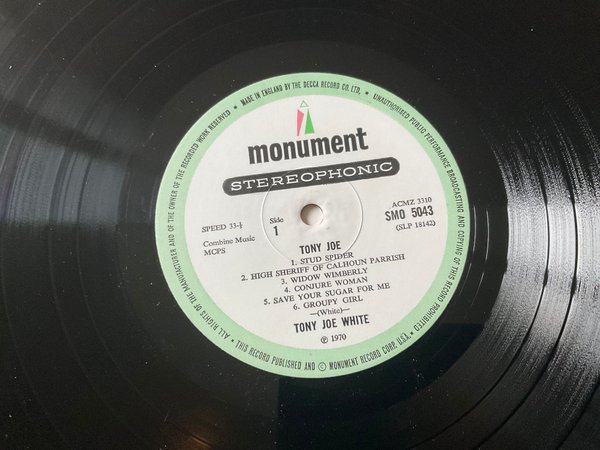 • MADE IN ENGLAND BY THE DECCA RECORD CO. LTD. • UNAUTHORISED PUBLIC PERFORMANCE BROADCASTING AND COPYING OF THIS RECORD PROHIBITED • THIS RECORD PUBLISHED AND © MONUMENT RECORD CORP. U.S.A. • ALL RIGHTS OF THE MANUFACTURER AND OF THE OWNER OF THE RECORDED WORK RESERVED
monument
STEREOPHONIC
SPEED 33-⅓
Combine Music
MCPS
Side
1
ACMZ 3310
SMO 5043
(SLP 18142)
TONY JOE
1. STUD SPIDER
2. HIGH SHERIFF OF CALHOUN PARRISH
3. WIDOW WIMBERLY
4. CONJURE WOMAN
5. SAVE YOUR SUGAR FOR ME
6. GROUPY GIRL
—(White)—
TONY JOE WHITE
℗ 1970